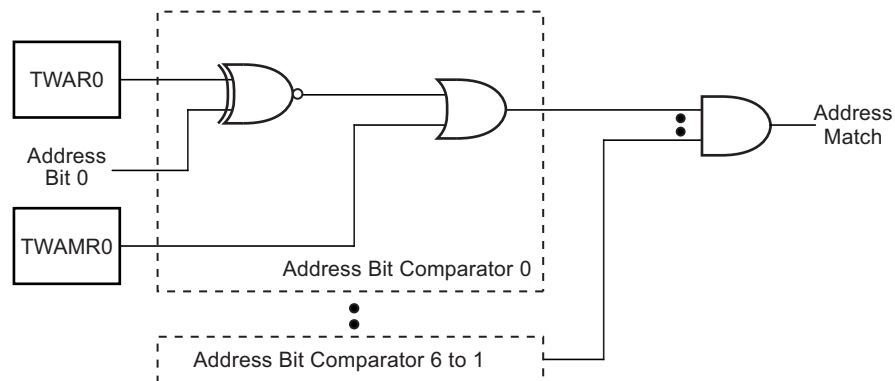 TWAR0
Address
Bit 0
TWAMR0
Address Bit Comparator 0
Address
Match
Address Bit Comparator 6 to 1